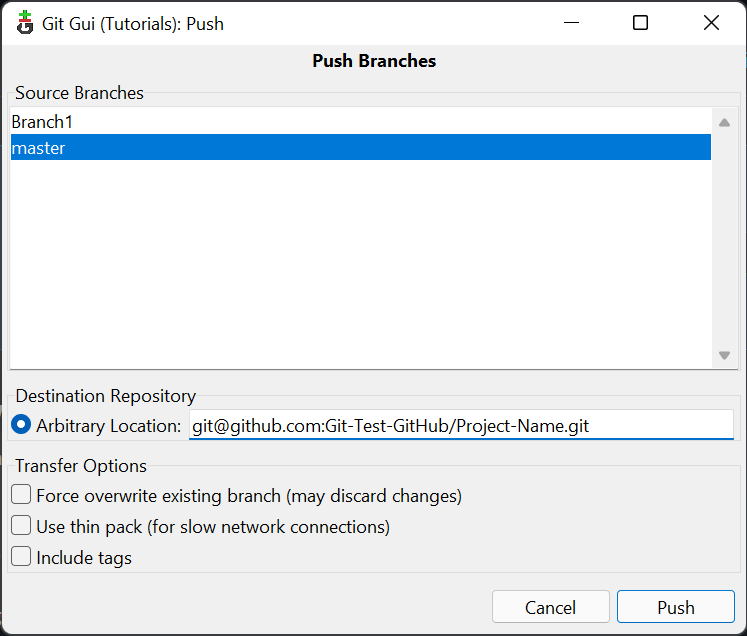 Git Gui (Tutorials): Push
Push Branches
Source Branches
Branch1
master
Destination Repository
Arbitrary Location: git@github.com:Git-Test-GitHub/Project-Name.git
Transfer Options
Force overwrite existing branch (may discard changes)
Use thin pack (for slow network connections)
Include tags
Cancel Push